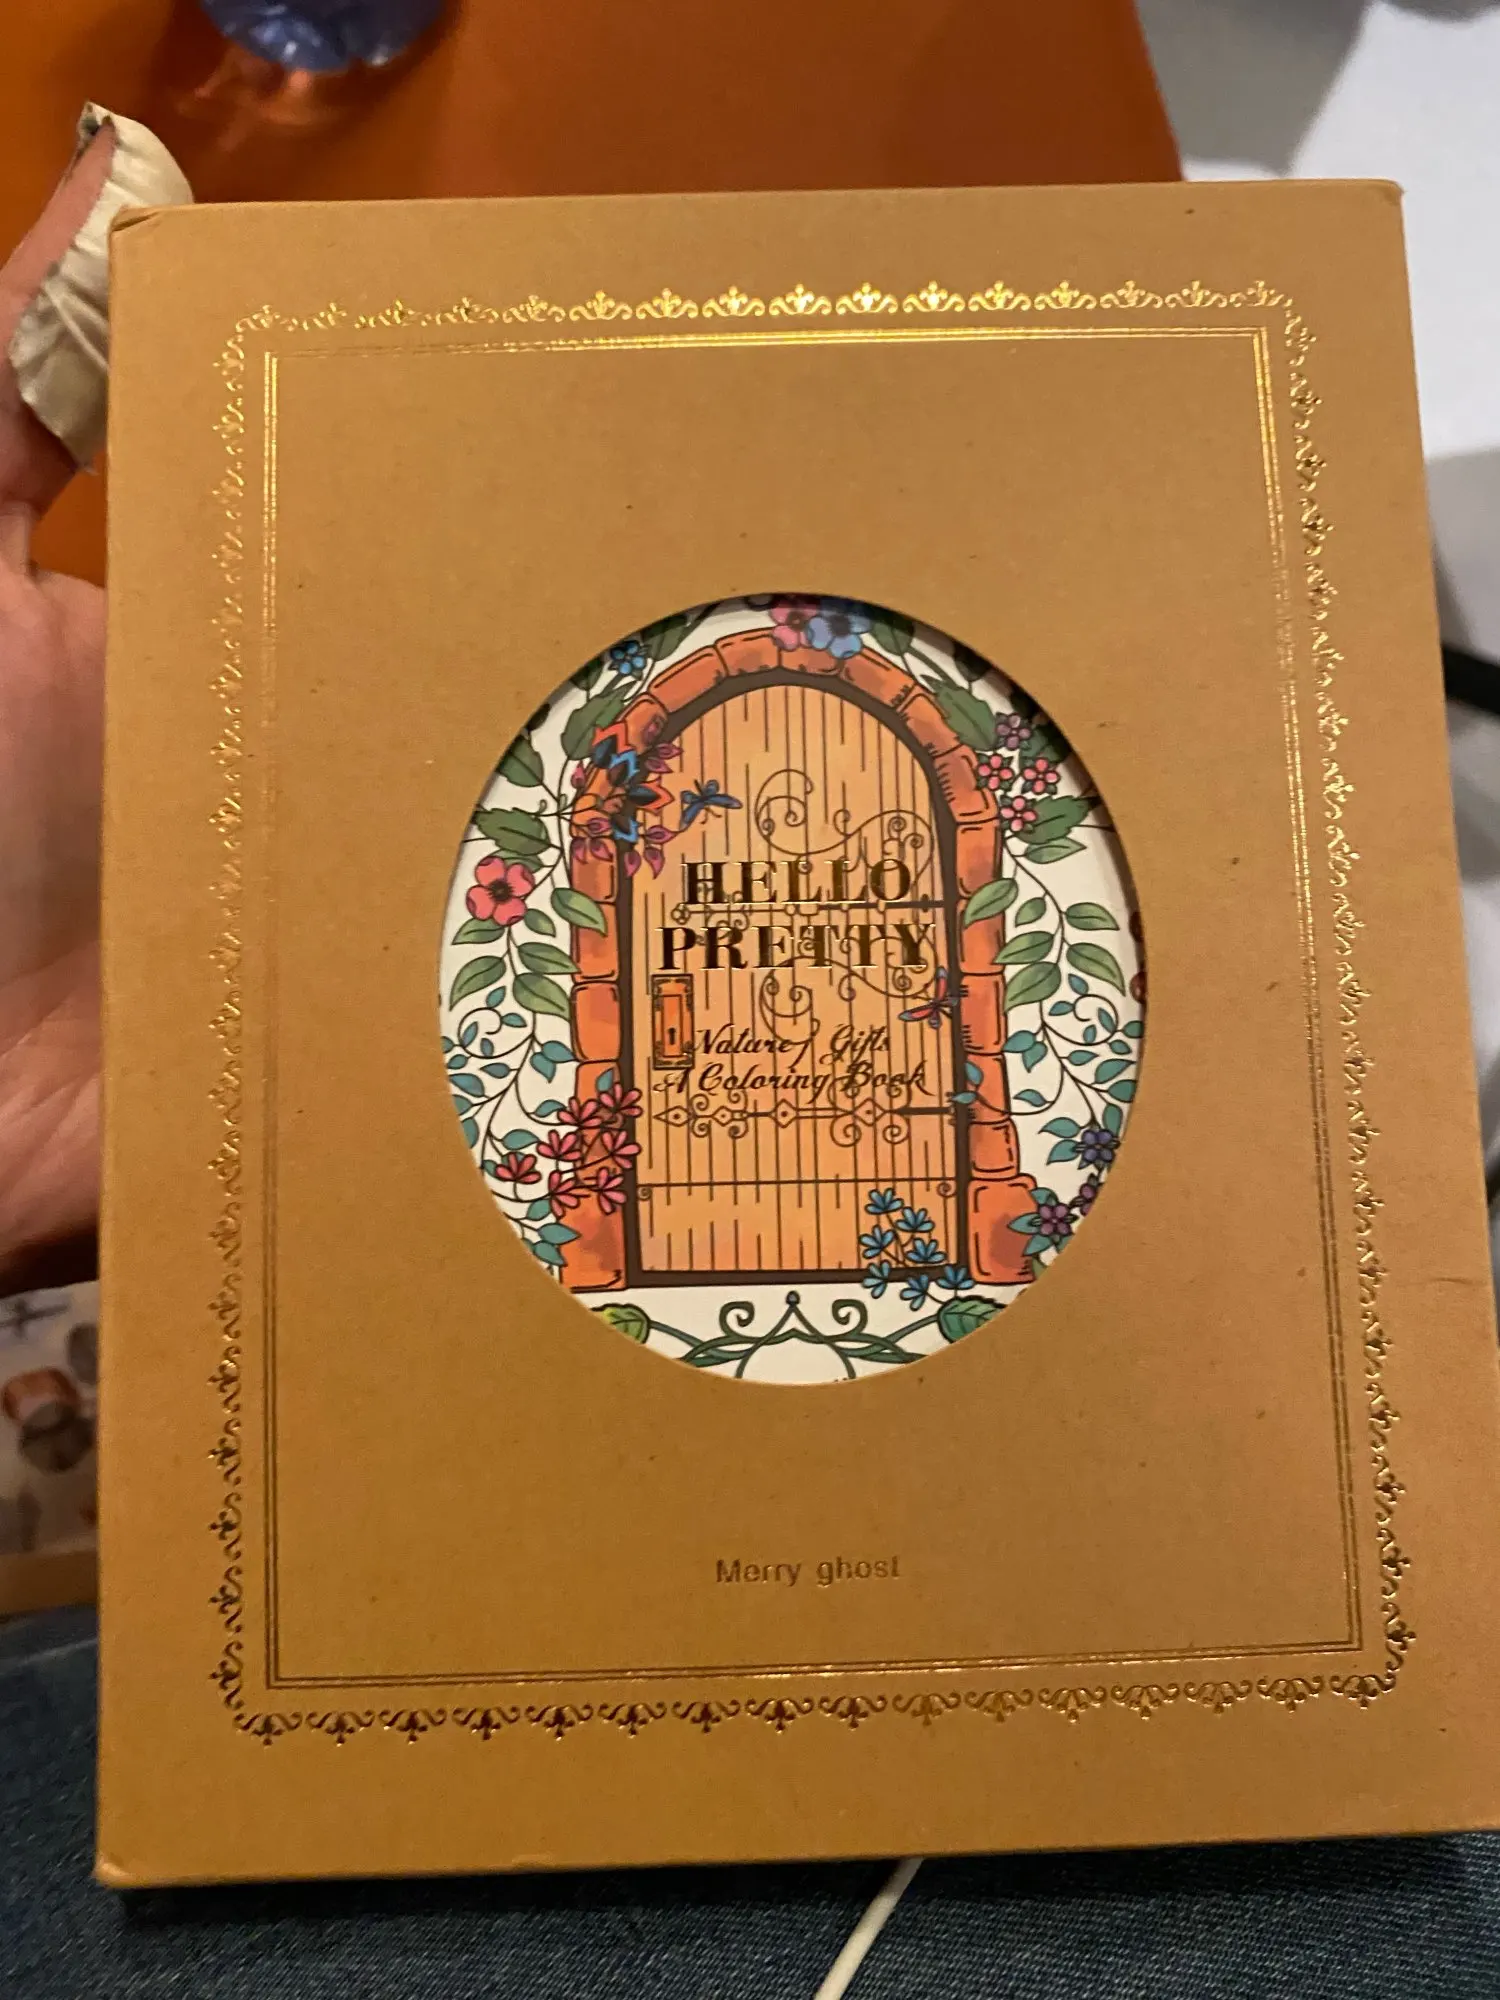 HELLO
PRETTY
Nature Gifts
A Coloring Book
Merry ghost